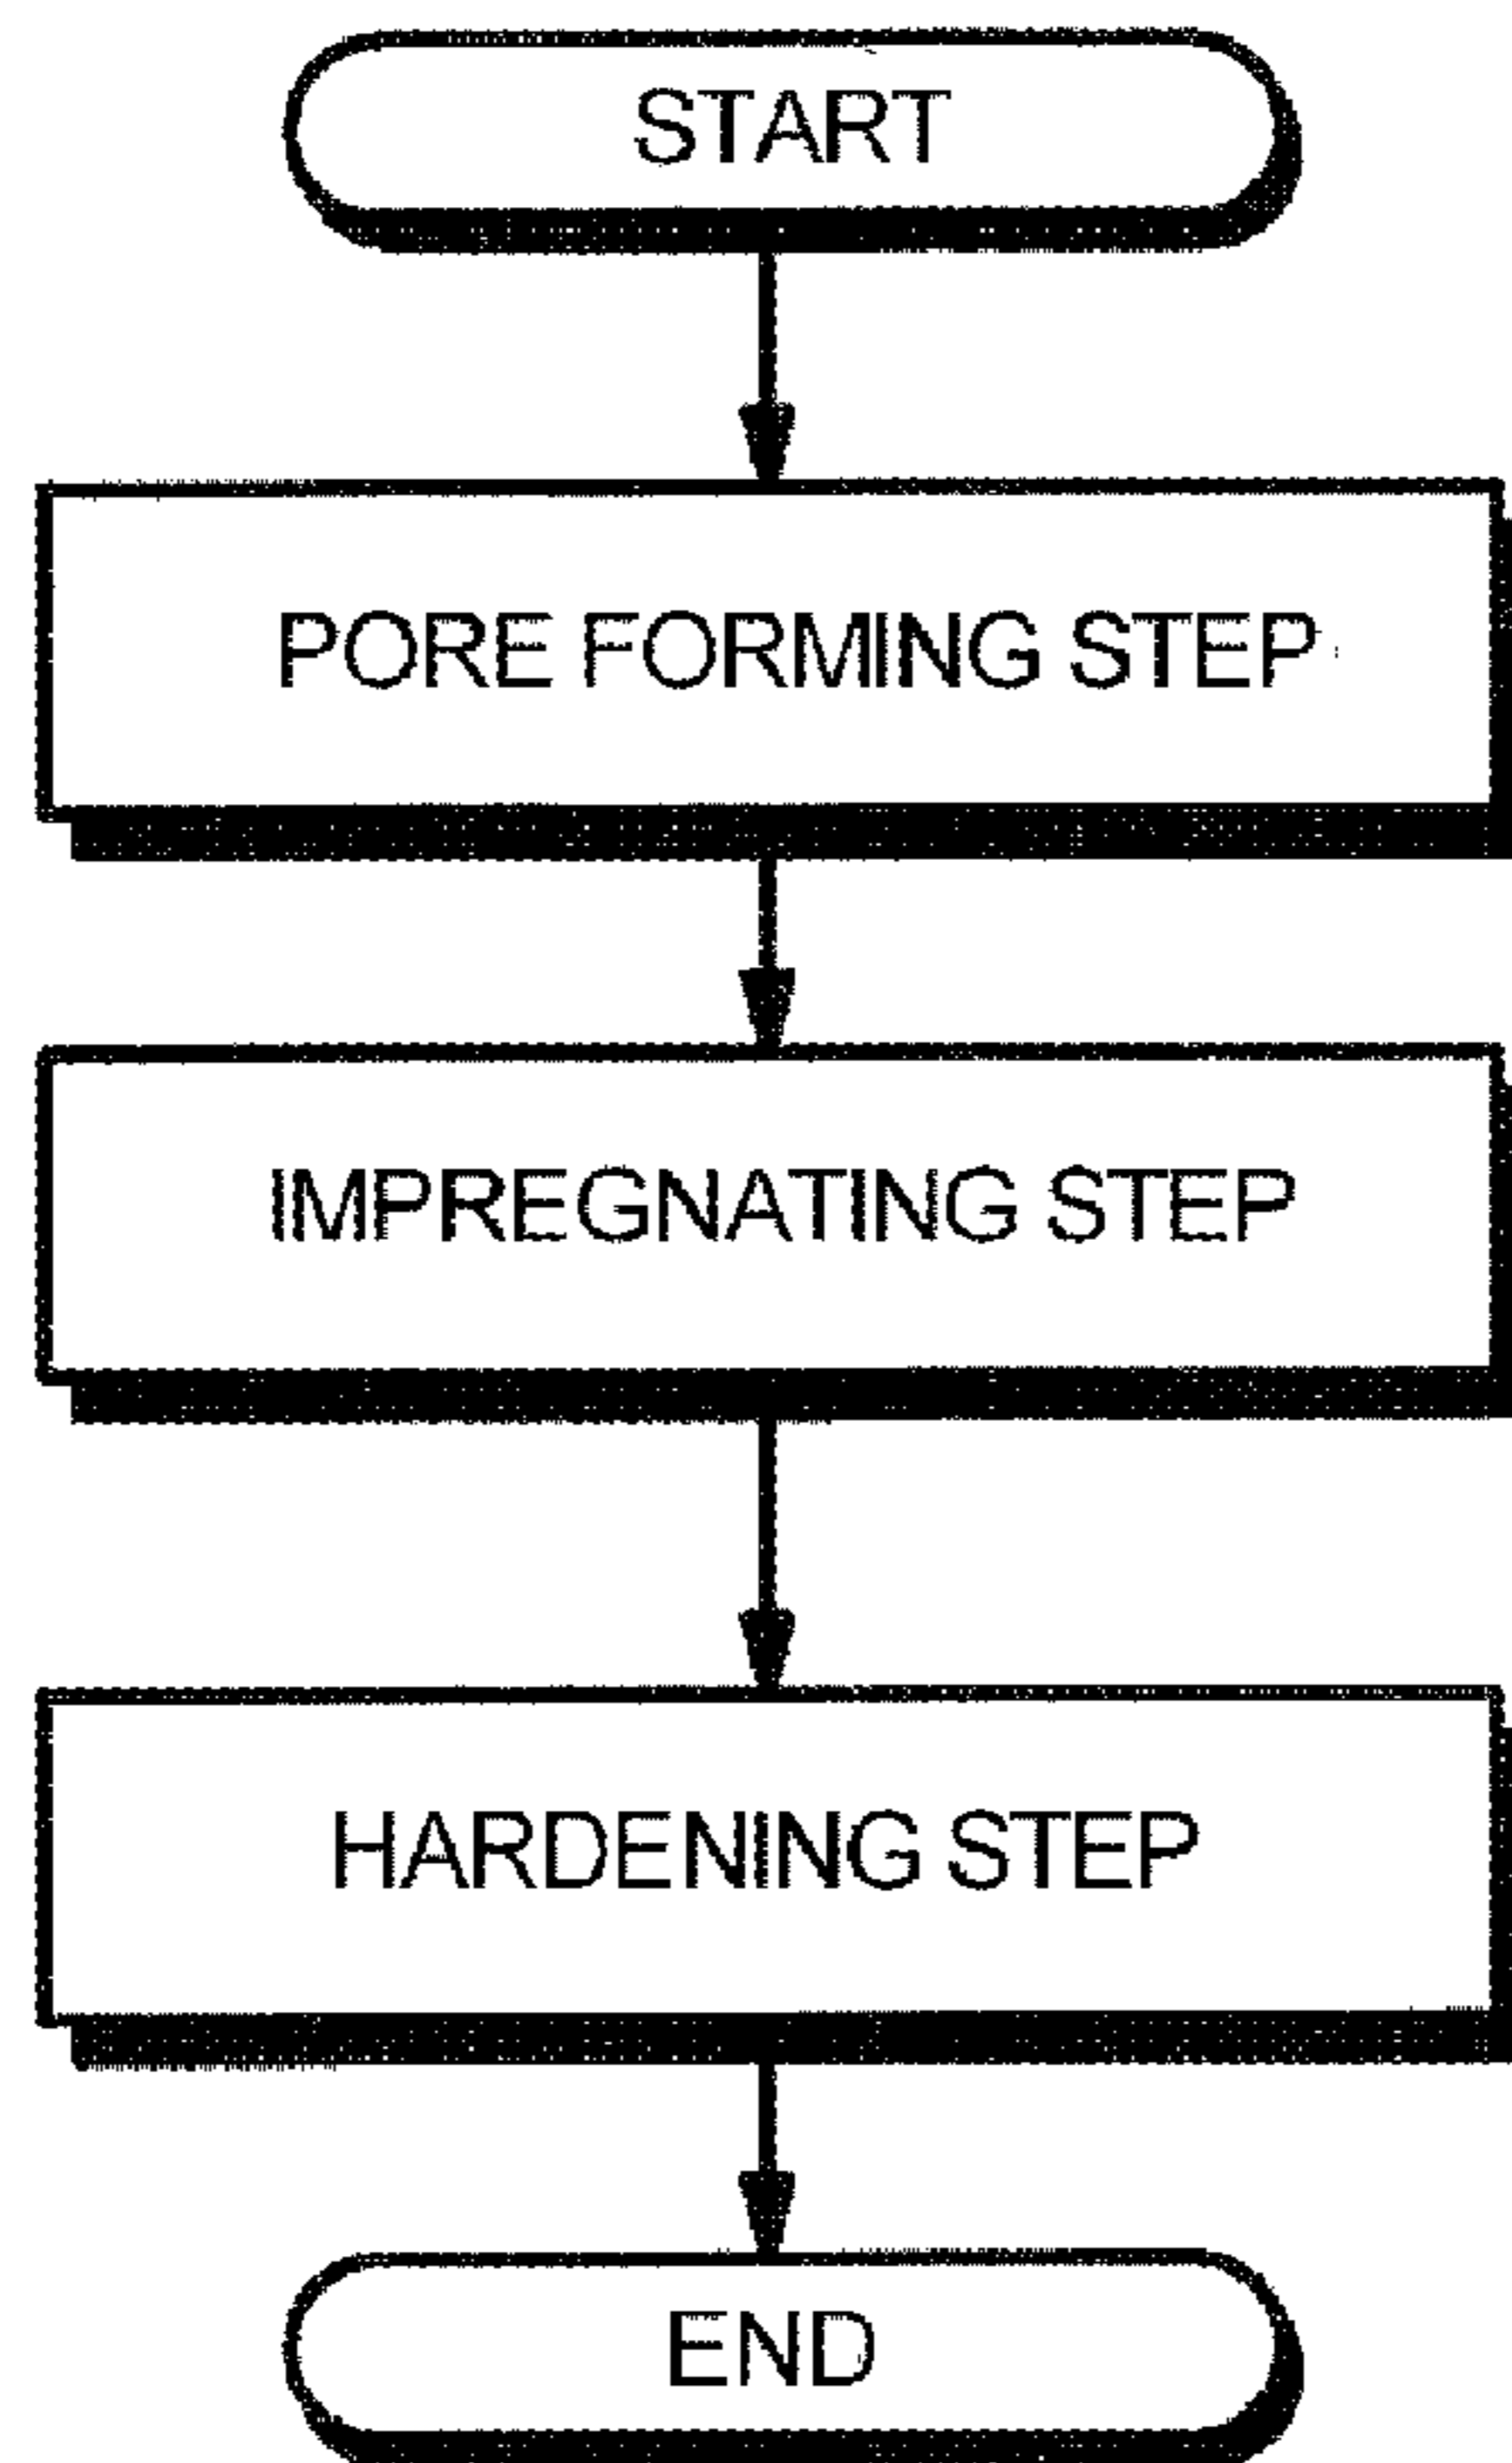 START
PORE FORMING STEP
IMPREGNATING STEP
HARDENING STEP
END